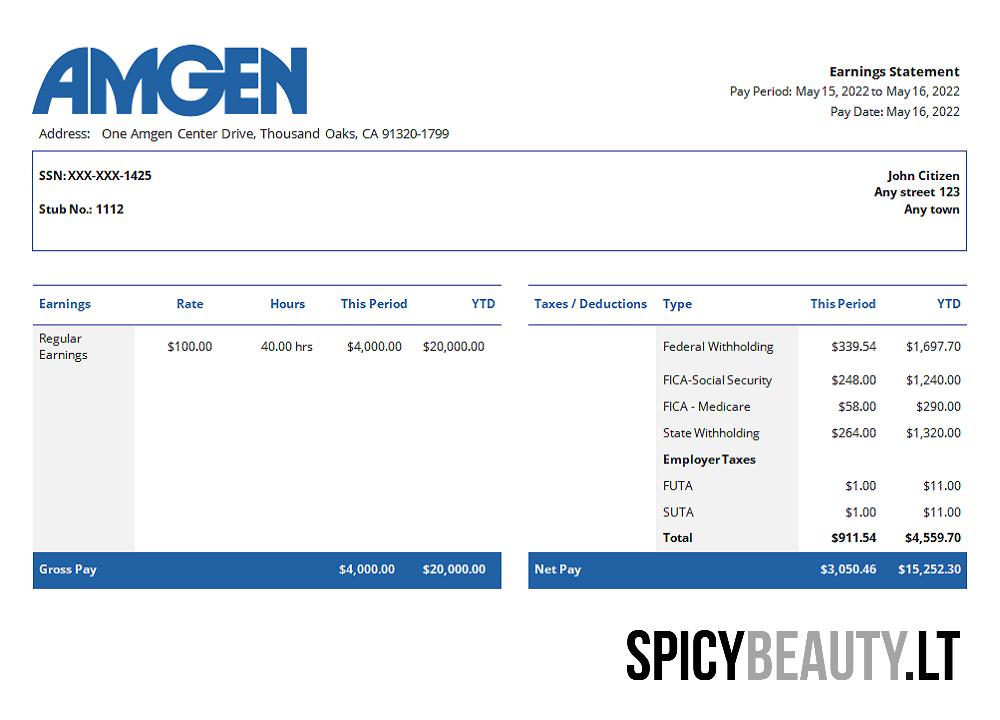 AMGEN
Address: One Amgen Center Drive, Thousand Oaks, CA 91320-1799
Earnings Statement
Pay Period: May 15, 2022 to May 16, 2022
Pay Date: May 16, 2022
SSN: XXX-XXX-1425
Stub No.: 1112
John Citizen
Any street 123
Any town
Earnings Rate Hours This Period YTD
Regular
Earnings
$100.00 40.00 hrs $4,000.00 $20,000.00
Gross Pay $4,000.00 $20,000.00
Taxes / Deductions Type This Period YTD
Federal Withholding $339.54 $1,697.70
FICA-Social Security $248.00 $1,240.00
FICA - Medicare $58.00 $290.00
State Withholding $264.00 $1,320.00
Employer Taxes
FUTA $1.00 $11.00
SUTA $1.00 $11.00
Total $911.54 $4,559.70
Net Pay $3,050.46 $15,252.30
SPICYBEAUTY.LT